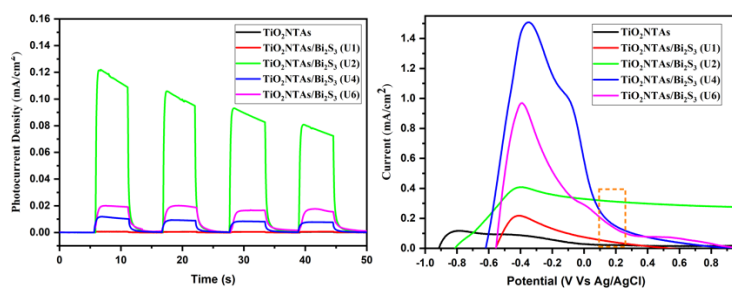 0.16
0.14
0.12
0.10
0.08
0.06
0.04
0.02
0.00
Photocurrent Density (mA/cm²)
TiO₂NTAs
TiO₂NTAs/Bi₂S₃ (U1)
TiO₂NTAs/Bi₂S₃ (U2)
TiO₂NTAs/Bi₂S₃ (U4)
TiO₂NTAs/Bi₂S₃ (U6)
0 10 20 30 40 50
Time (s)
1.4
1.2
1.0
0.8
0.6
0.4
0.2
0.0
Current (mA/cm²)
TiO₂NTAs
TiO₂NTAs/Bi₂S₃ (U1)
TiO₂NTAs/Bi₂S₃ (U2)
TiO₂NTAs/Bi₂S₃ (U4)
TiO₂NTAs/Bi₂S₃ (U6)
-1.0 -0.8 -0.6 -0.4 -0.2 0.0 0.2 0.4 0.6 0.8
Potential (V Vs Ag/AgCl)